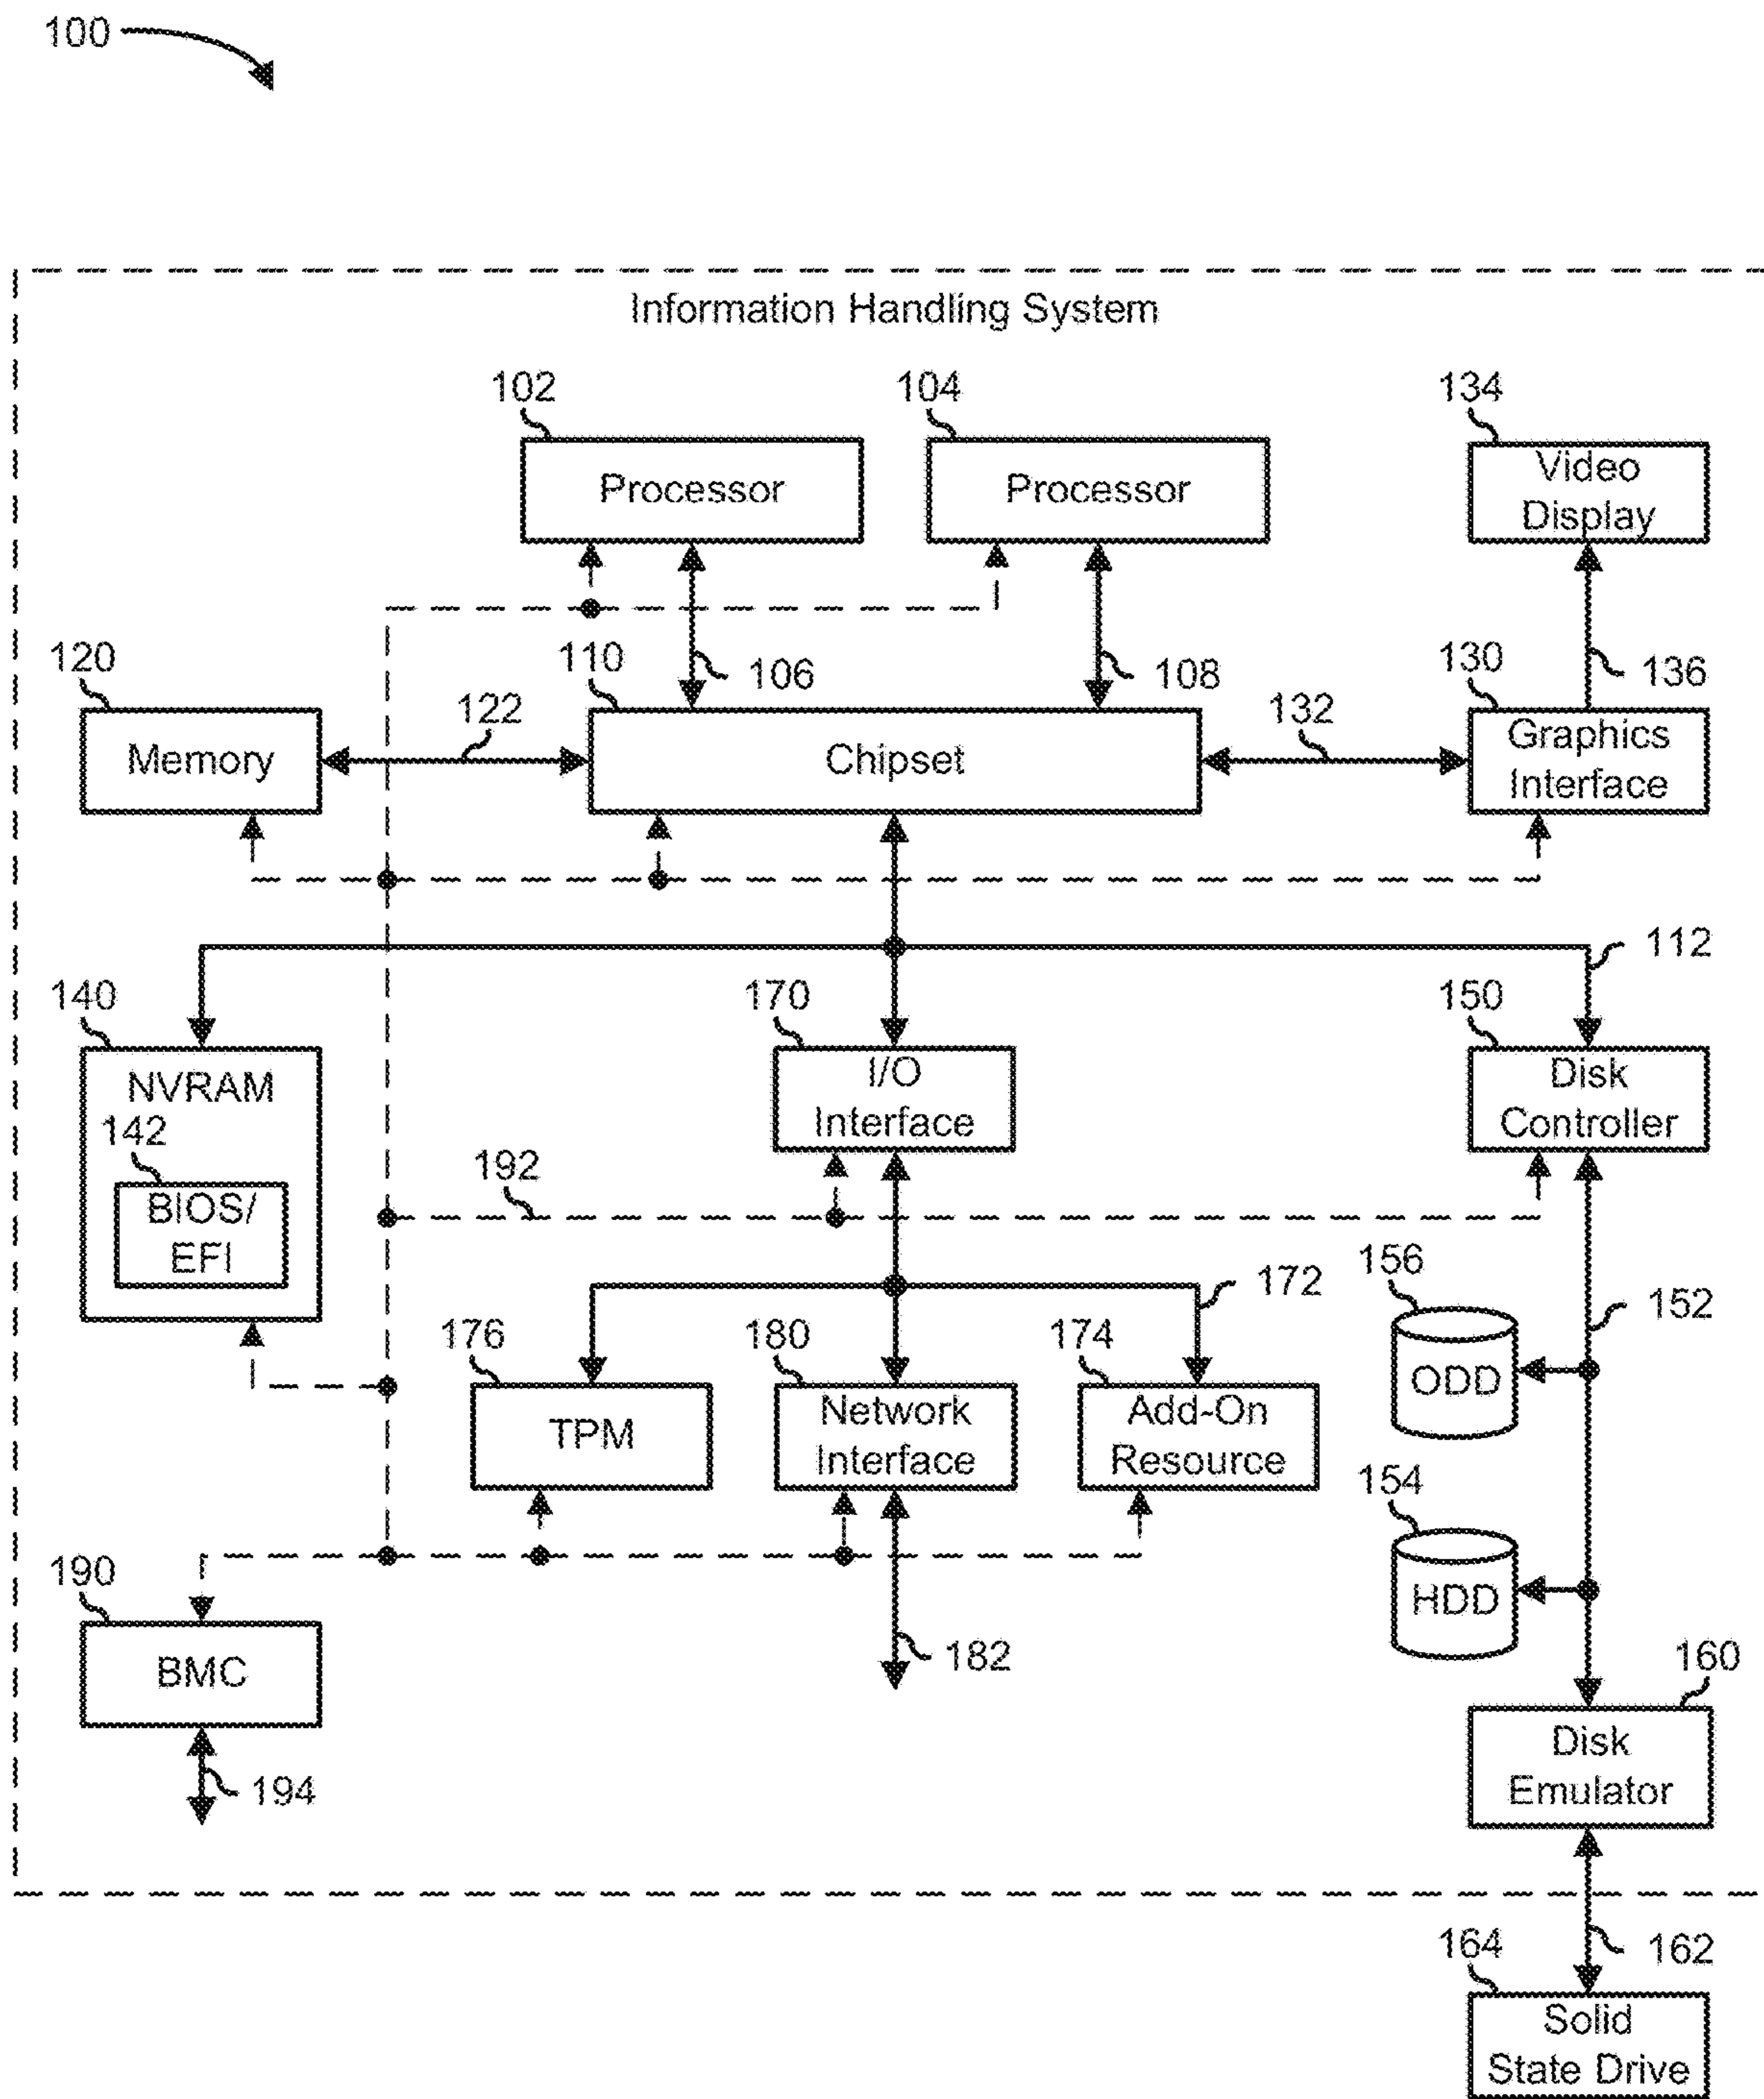 100
Information Handling System
102
104
134
Processor
Processor
Video
Display
120
110
106
108
130
136
122
132
Memory
Chipset
Graphics
Interface
112
140
170
150
NVRAM
I/O
Interface
Disk
Controller
142
BIOS/
EFI
192
156
172
152
176
180
174
ODD
TPM
Network
Interface
Add-On
Resource
154
190
HDD
182
160
BMC
Disk
Emulator
194
164
162
Solid
State Drive